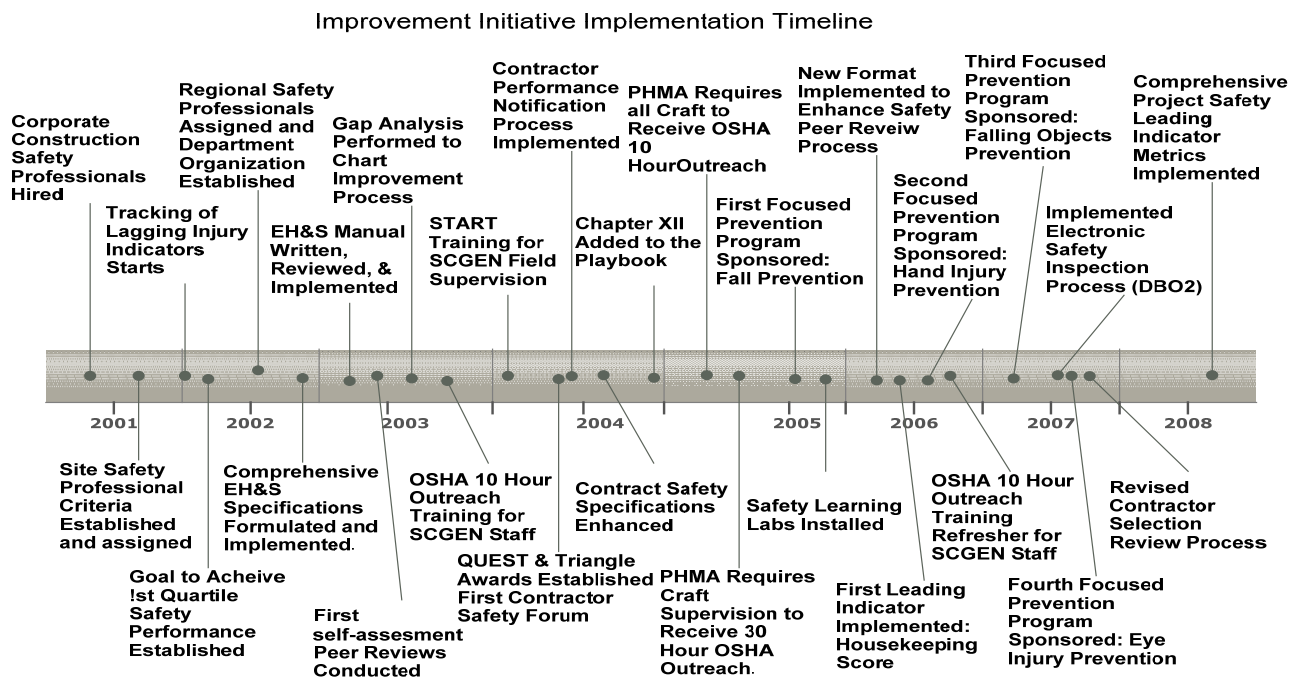 Improvement Initiative Implementation Timeline
Corporate
Construction
Safety
Professionals
Hired
Tracking of
Lagging Injury
Indicators
Starts
Regional Safety
Professionals
Assigned and
Department
Organization
Established
EH&S Manual
Written,
Reviewed, &
Implemented
Gap Analysis
Performed to
Chart
Improvement
Process
START
Training for
SCGEN Field
Supervision
Contractor
Performance
Notification
Process
Implemented
Chapter XII
Added to the
Playbook
PHMA Requires
all Craft to
Receive OSHA
10
HourOutreach
First Focused
Prevention
Program
Sponsored:
Fall Prevention
New Format
Implemented to
Enhance Safety
Peer Reveiw
Process
Second
Focused
Prevention
Program
Sponsored:
Hand Injury
Prevention
Third Focused
Prevention
Program
Sponsored:
Falling Objects
Prevention
Implemented
Electronic
Safety
Inspection
Process (DBO2)
Comprehensive
Project Safety
Leading
Indicator
Metrics
Implemented
2001 2002 2003 2004 2005 2006 2007 2008
Site Safety
Professional
Criteria
Established
and assigned
Goal to Acheive
!st Quartile
Safety
Performance
Established
Comprehensive
EH&S
Specifications
Formulated and
Implemented.
First
self-assesment
Peer Reviews
Conducted
OSHA 10 Hour
Outreach
Training for
SCGEN Staff
QUEST & Triangle
Awards Established
First Contractor
Safety Forum
Contract Safety
Specifications
Enhanced
PHMA Requires
Craft
Supervision to
Receive 30
Hour OSHA
Outreach.
Safety Learning
Labs Installed
First Leading
Indicator
Implemented:
Housekeeping
Score
OSHA 10 Hour
Outreach
Training
Refresher for
SCGEN Staff
Fourth Focused
Prevention
Program
Sponsored: Eye
Injury Prevention
Revised
Contractor
Selection
Review Process